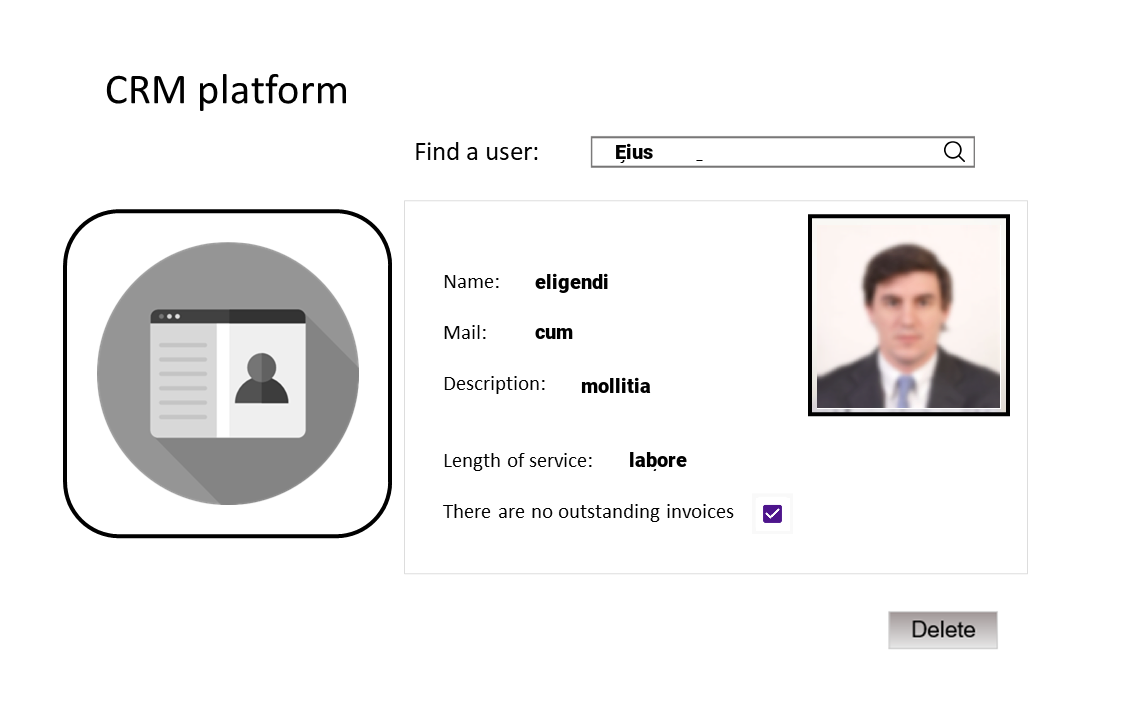 CRM platform
Find a user: Eius _
Name: eligendi
Mail: cum
Description: mollitia
Length of service: labore
There are no outstanding invoices
Delete